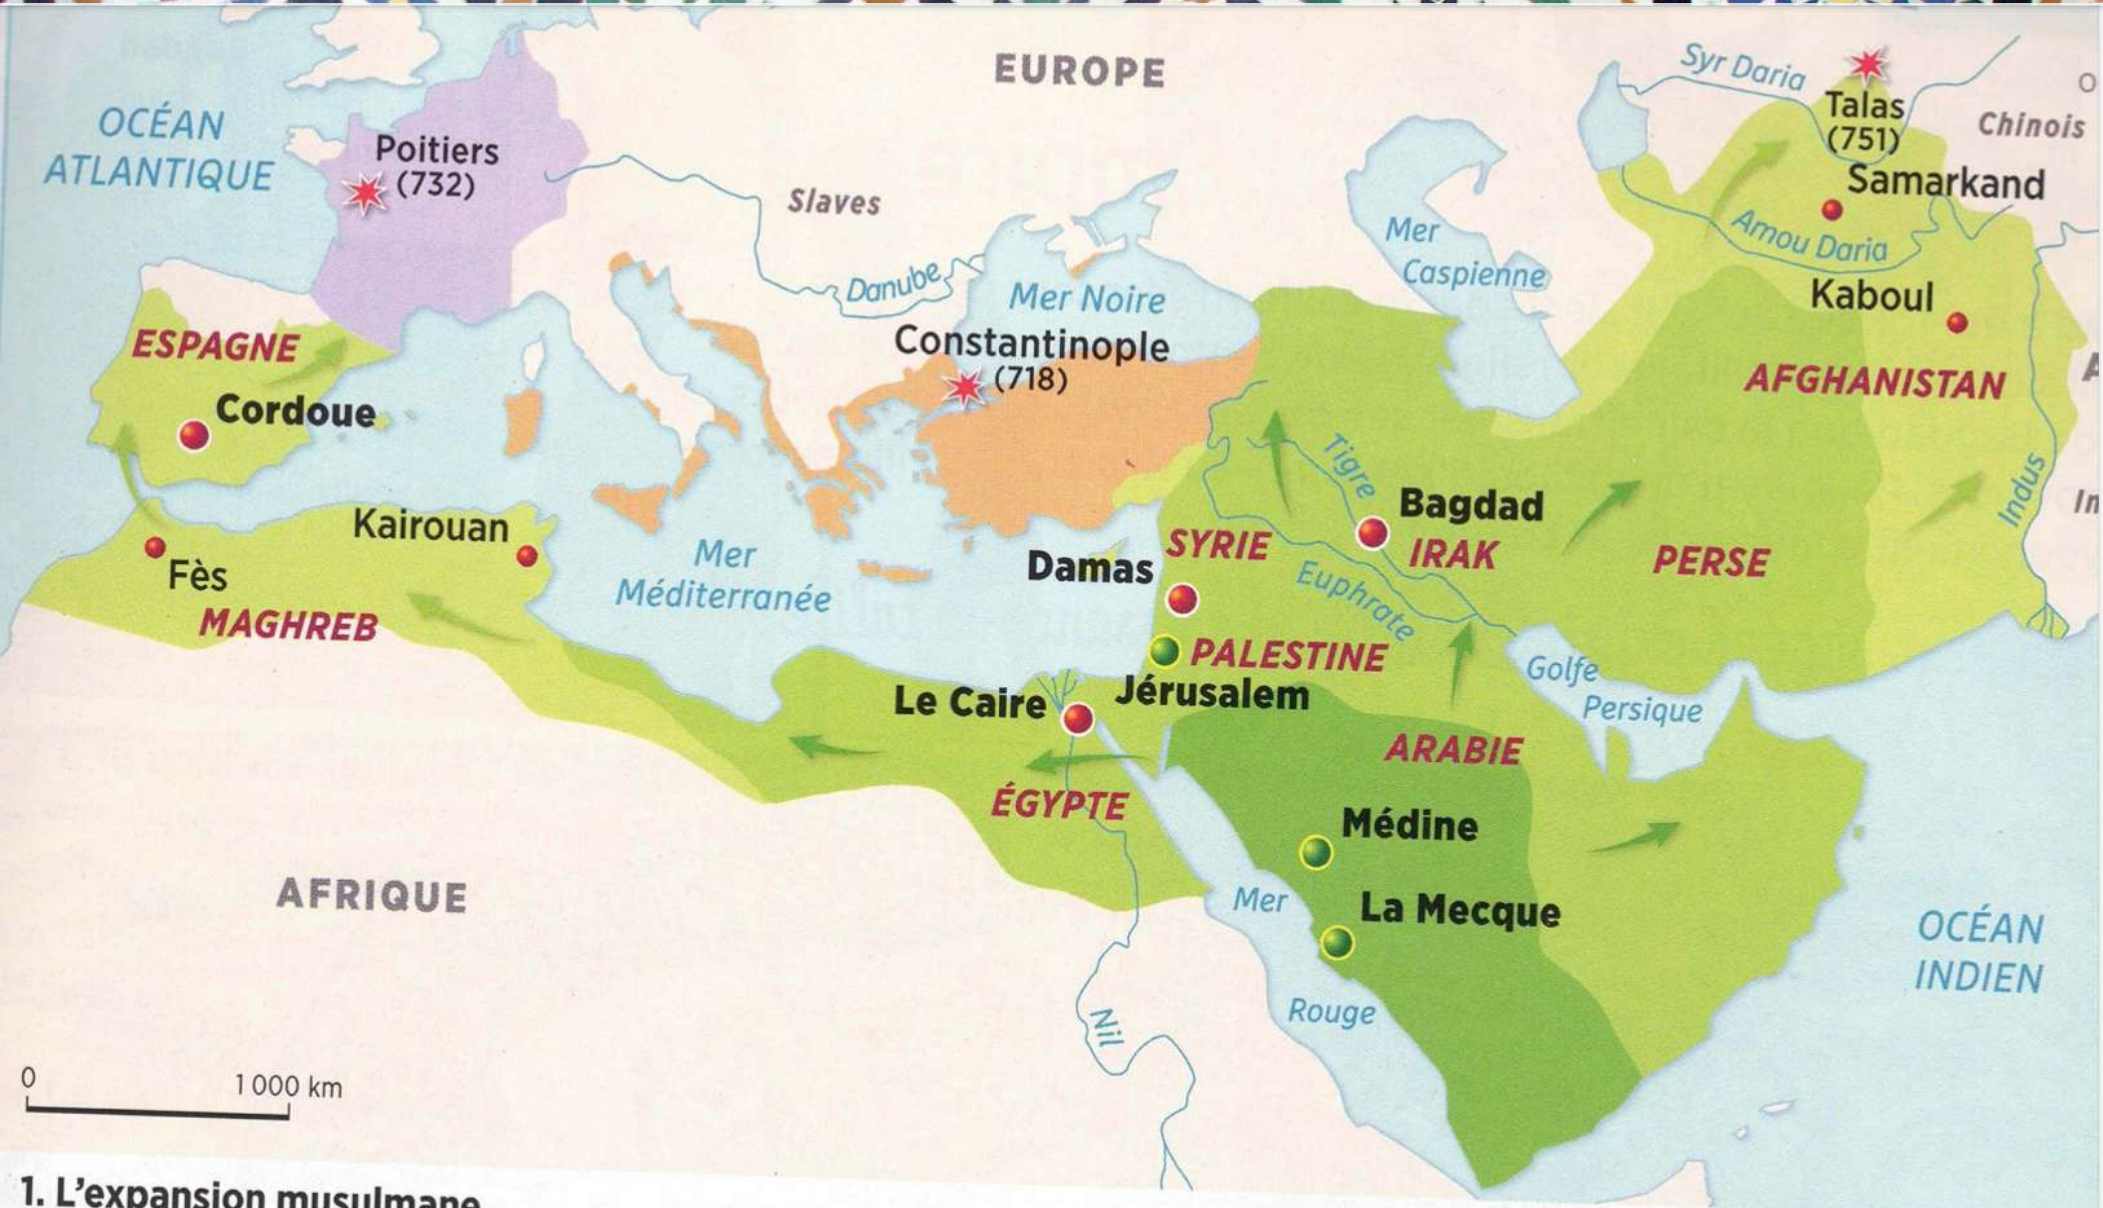 EUROPE
Syr Daria
Talas
(751)
Chinois
OCÉAN
ATLANTIQUE
Poitiers
(732)
Samarkand
Slaves
Mer
Caspienne
Amou Daria
Danube
Mer Noire
Kaboul
ESPAGNE
Constantinople
(718)
AFGHANISTAN
Cordoue
Tigre
Indus
Bagdad
IRAK
Kairouan
Fès
MAGHREB
Mer
Méditerranée
SYRIE
Damas
PERSE
Euphrate
PALESTINE
Jérusalem
Golfe
Persique
Le Caire
ARABIE
ÉGYPTE
Médine
AFRIQUE
Mer
Rouge
La Mecque
OCÉAN
INDIEN
Nil
0
1 000 km
1. L'expansion musulmane